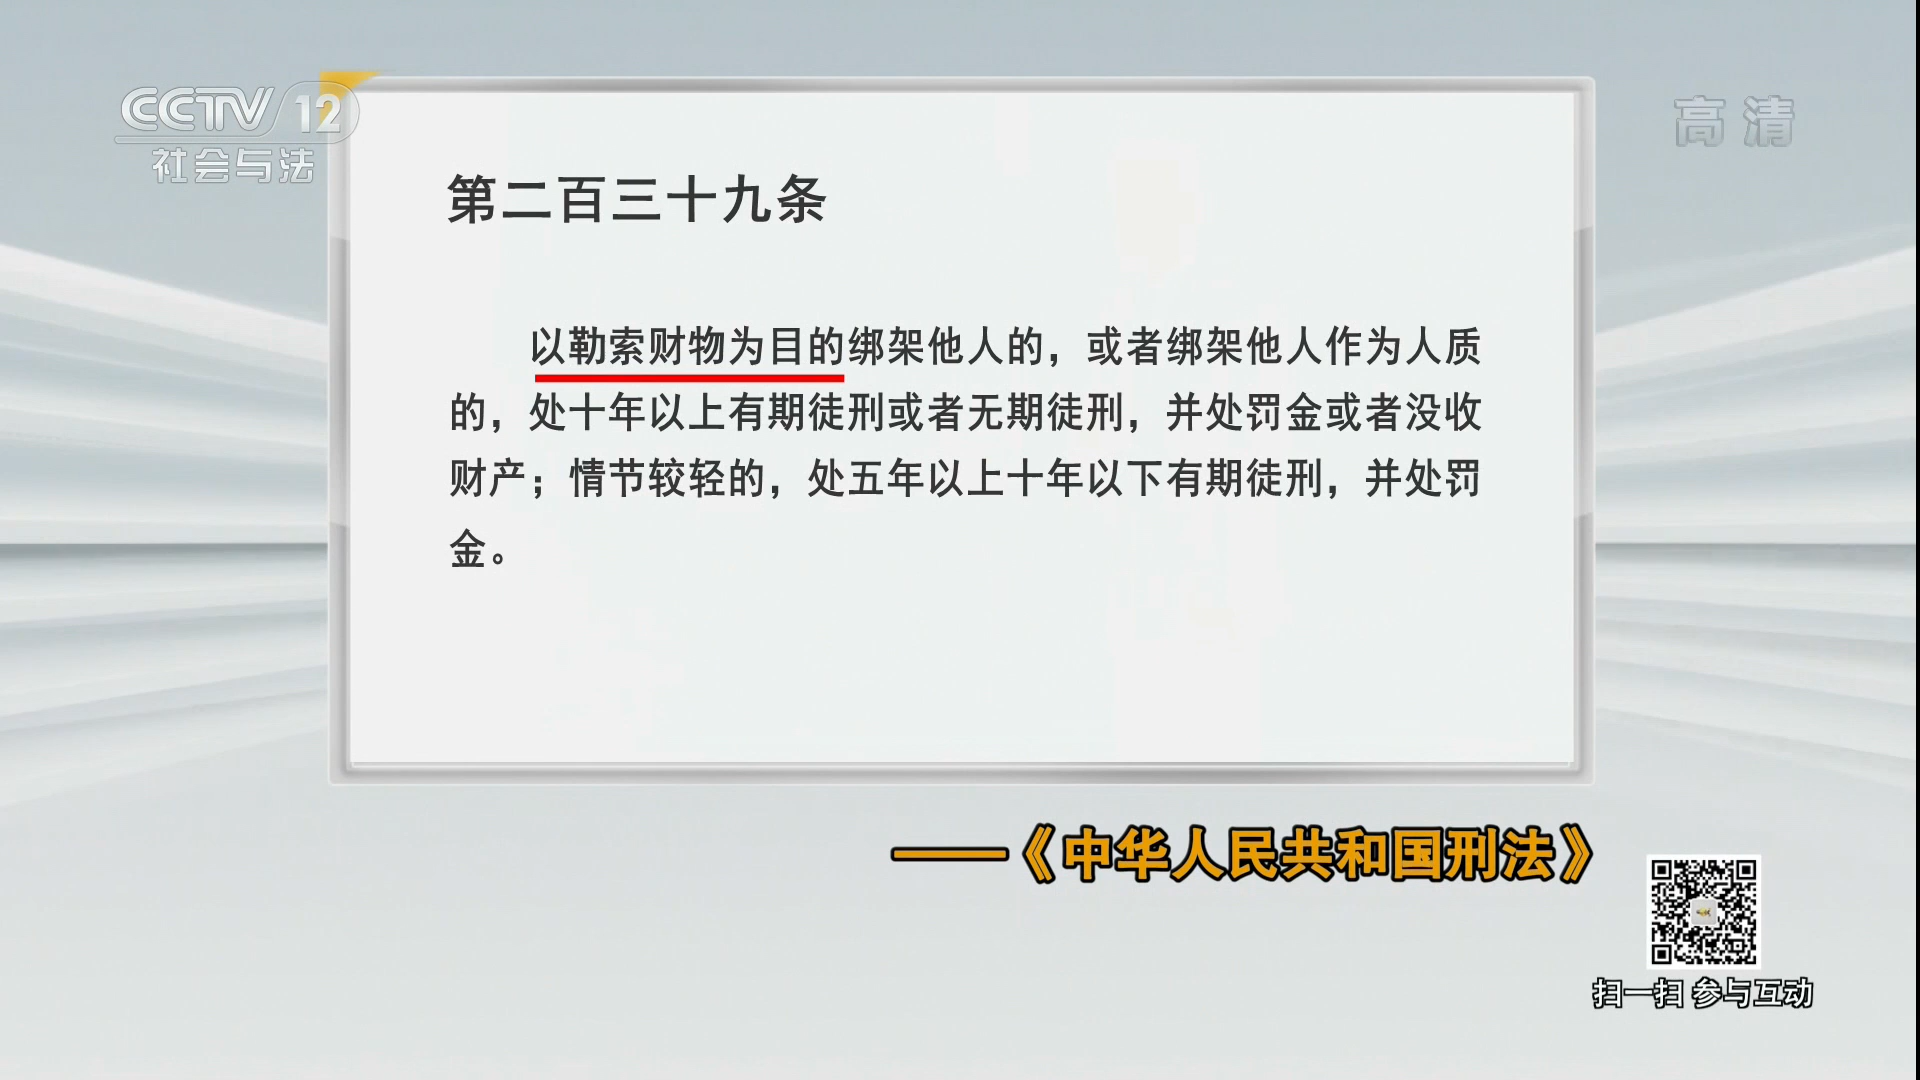 CCTV 12
社会与法
高清
第二百三十九条
以勒索财物为目的绑架他人的，或者绑架他人作为人质
的，处十年以上有期徒刑或者无期徒刑，并处罚金或者没收
财产；情节较轻的，处五年以上十年以下有期徒刑，并处罚
金。
——《中华人民共和国刑法》
扫一扫 参与互动